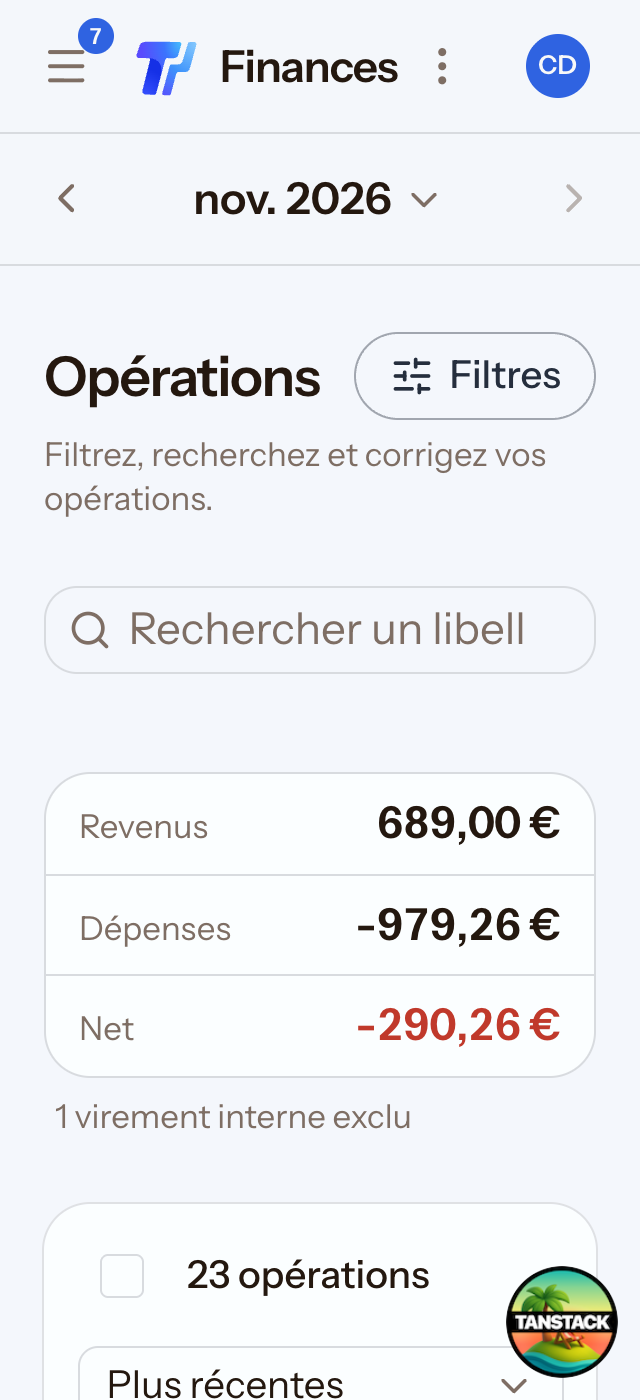 7
Finances
CD
nov. 2026
Opérations
Filtres
Filtrez, recherchez et corrigez vos
opérations.
Rechercher un libell
Revenus
689,00 €
Dépenses
-979,26 €
Net
-290,26 €
1 virement interne exclu
23 opérations
TANSTACK
Plus récentes